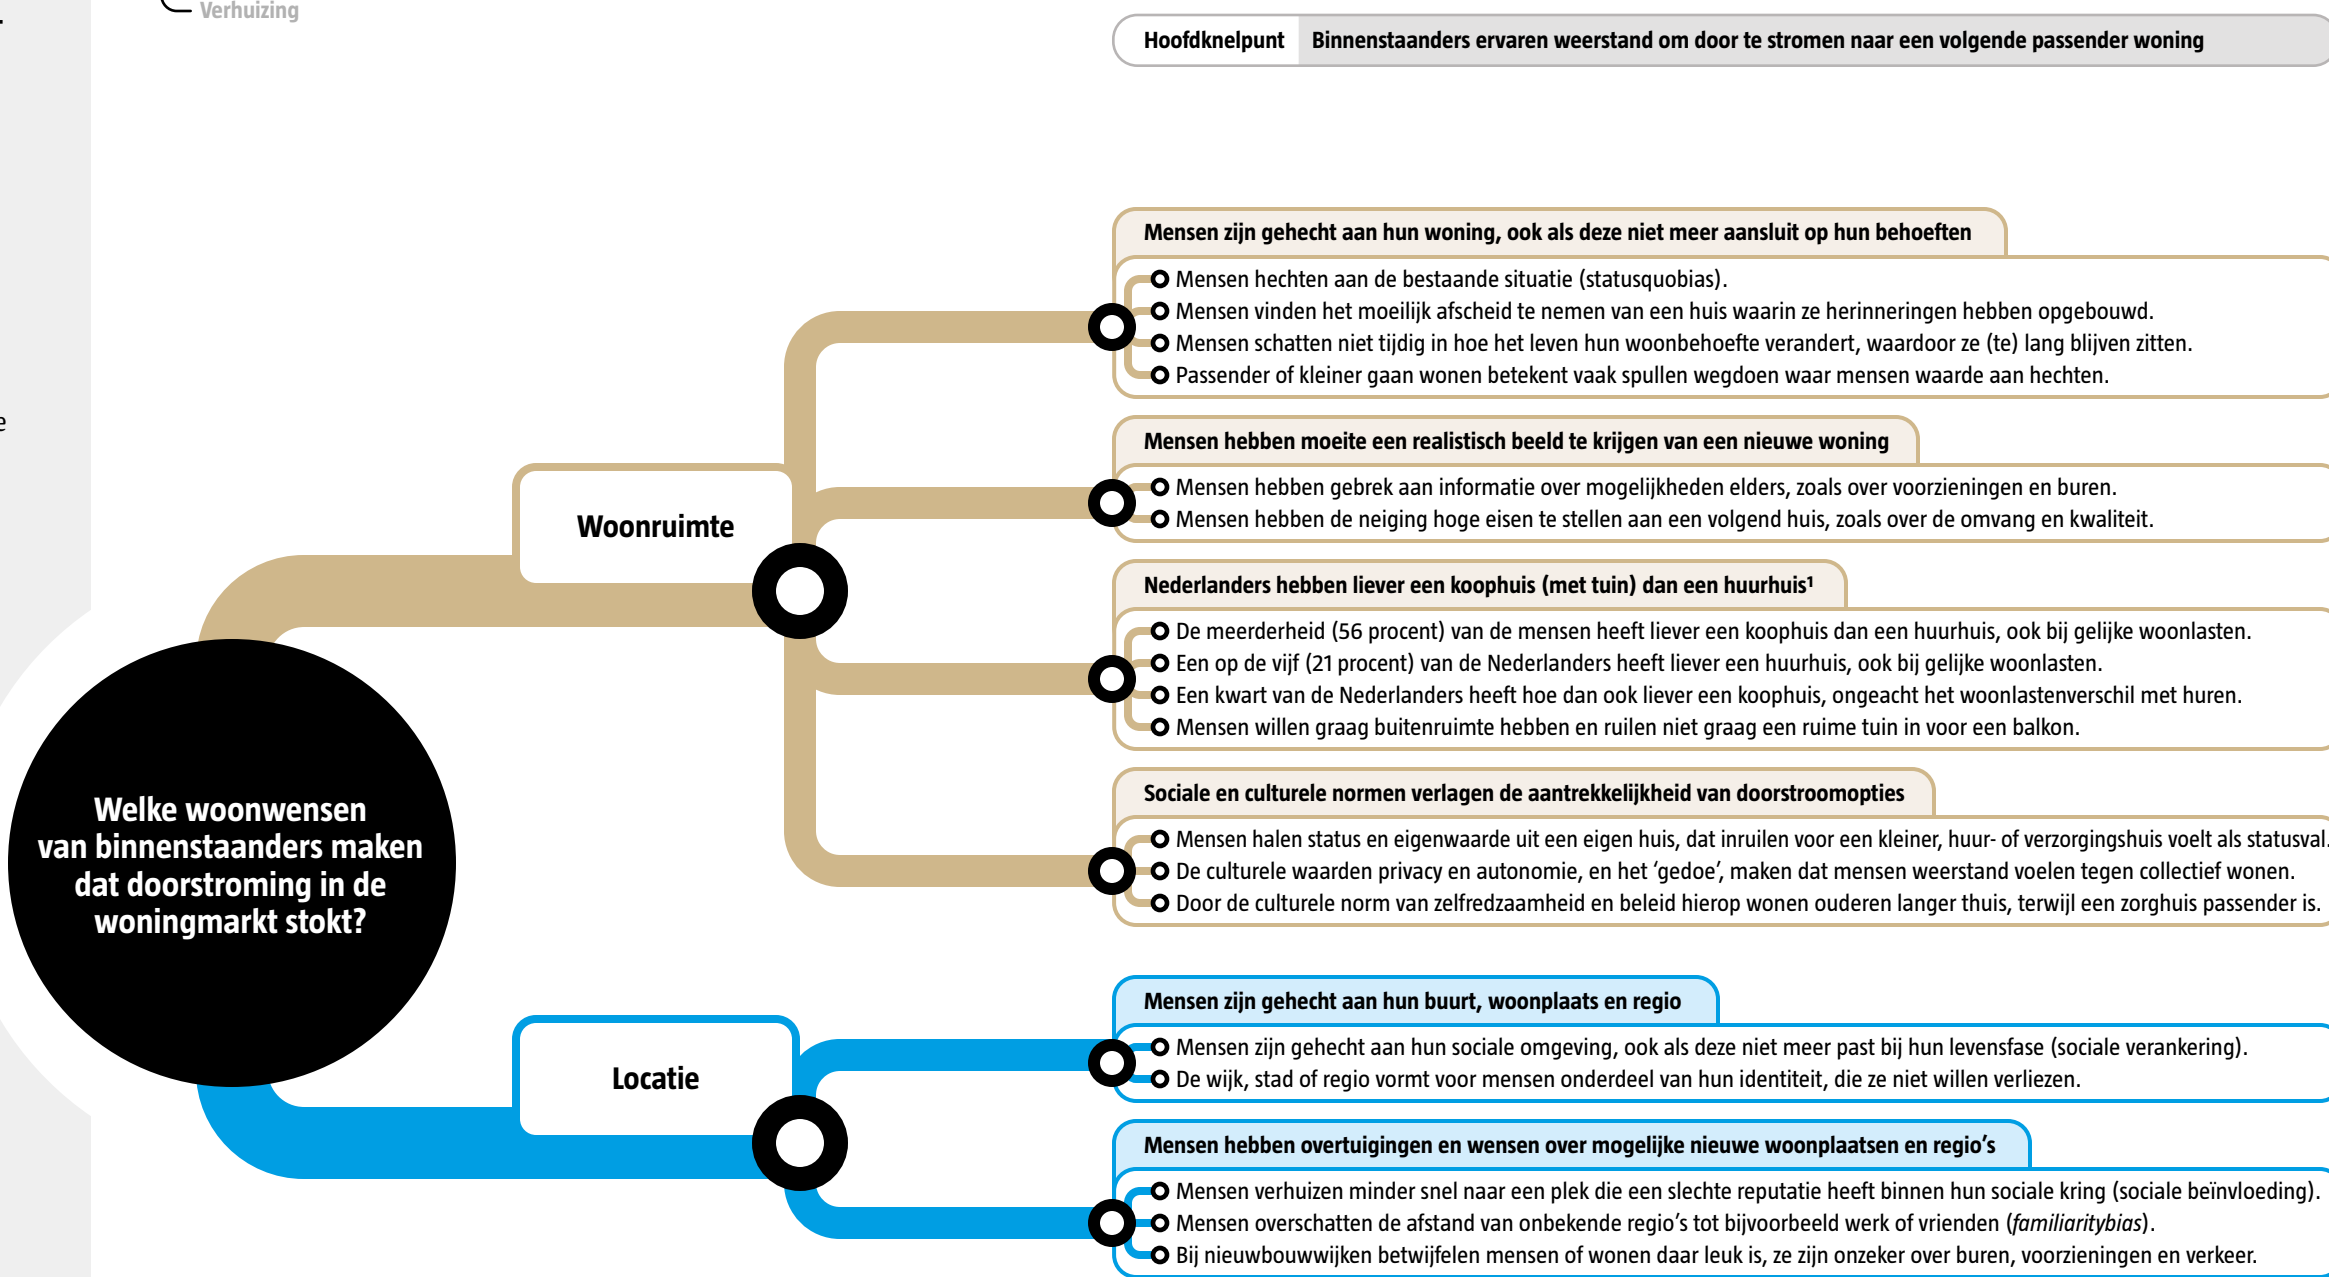 Verhuizing
Hoofdknelpunt Binnenstaanders ervaren weerstand om door te stromen naar een volgende passender woning
Welke woonwensen
van binnenstaanders maken
dat doorstroming in de
woningmarkt stokt?
Woonruimte
Mensen zijn gehecht aan hun woning, ook als deze niet meer aansluit op hun behoeften
Mensen hechten aan de bestaande situatie (statusquobias).
Mensen vinden het moeilijk afscheid te nemen van een huis waarin ze herinneringen hebben opgebouwd.
Mensen schatten niet tijdig in hoe het leven hun woonbehoefte verandert, waardoor ze (te) lang blijven zitten.
Passender of kleiner gaan wonen betekent vaak spullen wegdoen waar mensen waarde aan hechten.
Mensen hebben moeite een realistisch beeld te krijgen van een nieuwe woning
Mensen hebben gebrek aan informatie over mogelijkheden elders, zoals over voorzieningen en buren.
Mensen hebben de neiging hoge eisen te stellen aan een volgend huis, zoals over de omvang en kwaliteit.
Nederlanders hebben liever een koophuis (met tuin) dan een huurhuis¹
De meerderheid (56 procent) van de mensen heeft liever een koophuis dan een huurhuis, ook bij gelijke woonlasten.
Een op de vijf (21 procent) van de Nederlanders heeft liever een huurhuis, ook bij gelijke woonlasten.
Een kwart van de Nederlanders heeft hoe dan ook liever een koophuis, ongeacht het woonlastenverschil met huren.
Mensen willen graag buitenruimte hebben en ruilen niet graag een ruime tuin in voor een balkon.
Sociale en culturele normen verlagen de aantrekkelijkheid van doorstroomopties
Mensen halen status en eigenwaarde uit een eigen huis, dat inruilen voor een kleiner, huur- of verzorgingshuis voelt als statusval.
De culturele waarden privacy en autonomie, en het ‘gedoe’, maken dat mensen weerstand voelen tegen collectief wonen.
Door de culturele norm van zelfredzaamheid en beleid hierop wonen ouderen langer thuis, terwijl een zorghuis passender is.
Locatie
Mensen zijn gehecht aan hun buurt, woonplaats en regio
Mensen zijn gehecht aan hun sociale omgeving, ook als deze niet meer past bij hun levensfase (sociale verankering).
De wijk, stad of regio vormt voor mensen onderdeel van hun identiteit, die ze niet willen verliezen.
Mensen hebben overtuigingen en wensen over mogelijke nieuwe woonplaatsen en regio’s
Mensen verhuizen minder snel naar een plek die een slechte reputatie heeft binnen hun sociale kring (sociale beïnvloeding).
Mensen overschatten de afstand van onbekende regio’s tot bijvoorbeeld werk of vrienden (familiaritybias).
Bij nieuwbouwwijken betwijfelen mensen of wonen daar leuk is, ze zijn onzeker over buren, voorzieningen en verkeer.